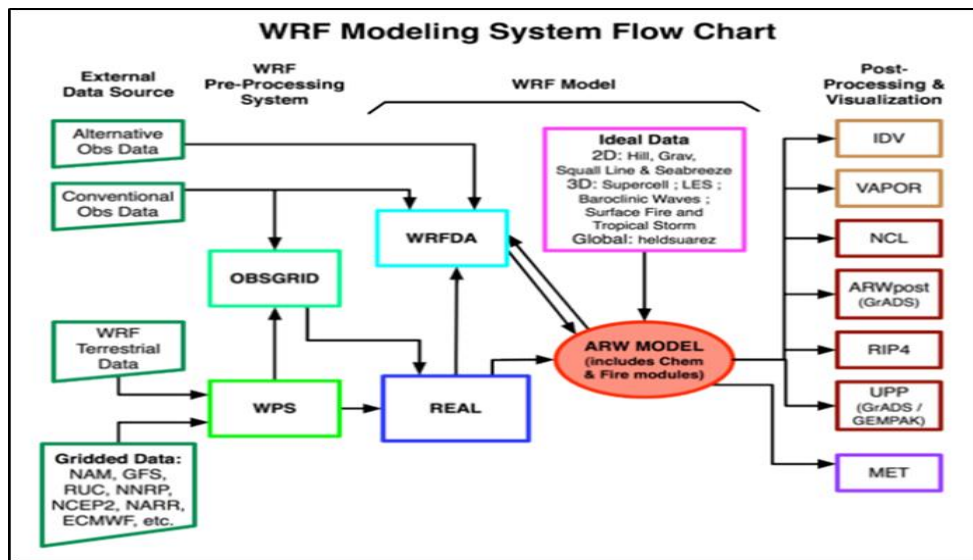 WRF Modeling System Flow Chart
External
Data Source
WRF
Pre-Processing
System
WRF Model
Post-
Processing &
Visualization
Alternative
Obs Data
Conventional
Obs Data
WRF
Terrestrial
Data
Gridded Data:
NAM, GFS,
RUC, NNRP,
NCEP2, NARR,
ECMWF, etc.
OBSGRID
WPS
WRFDA
REAL
Ideal Data
2D: Hill, Grav,
Squall Line & Seabreeze
3D: Supercell ; LES ;
Baroclinic Waves ;
Surface Fire and
Tropical Storm
Global: heldsuarez
ARW MODEL
(includes Chem
& Fire modules)
IDV
VAPOR
NCL
ARWpost
(GrADS)
RIP4
UPP
(GrADS /
GEMPAK)
MET